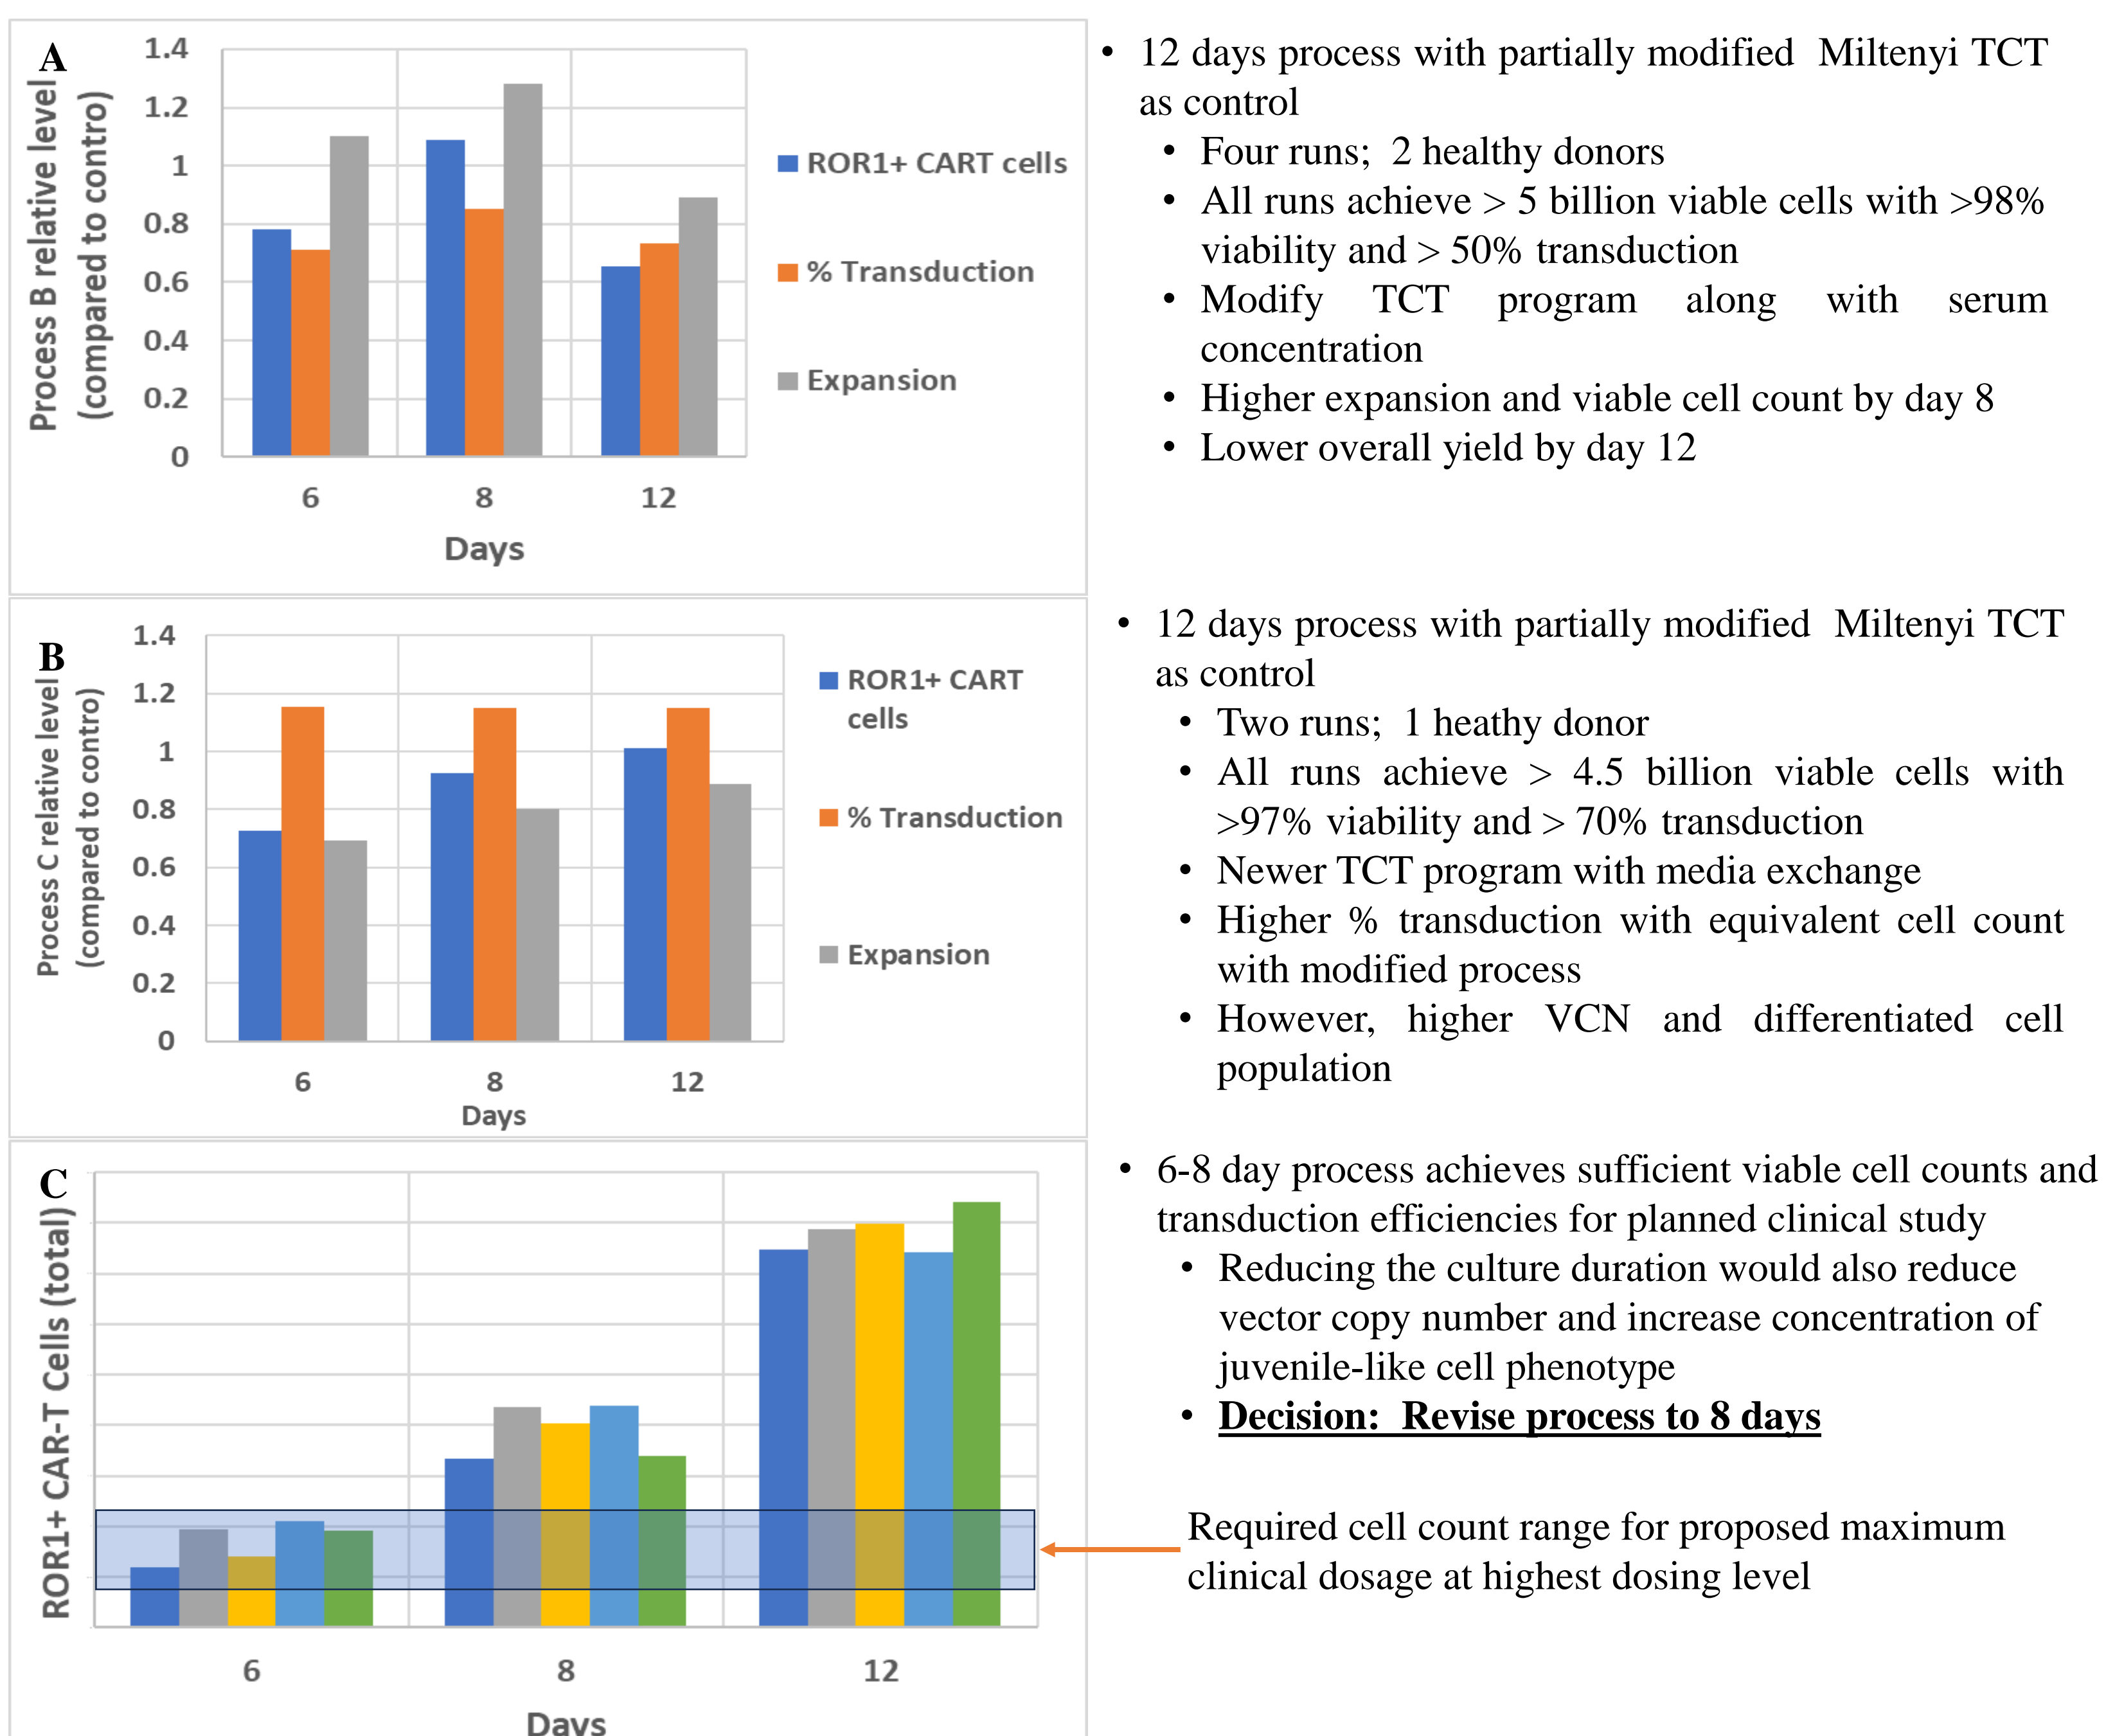 A
Process B relative level
(compared to contro)
1.4
1.2
1
0.8
0.6
0.4
0.2
0
6 8 12
Days
ROR1+ CART cells
% Transduction
Expansion
• 12 days process with partially modified Miltenyi TCT
as control
• Four runs; 2 healthy donors
• All runs achieve > 5 billion viable cells with >98%
viability and > 50% transduction
• Modify TCT program along with serum
concentration
• Higher expansion and viable cell count by day 8
• Lower overall yield by day 12
B
Process C relative level
(compared to contro)
1.4
1.2
1
0.8
0.6
0.4
0.2
0
6 8 12
Days
ROR1+ CART
cells
% Transduction
Expansion
• 12 days process with partially modified Miltenyi TCT
as control
• Two runs; 1 heathy donor
• All runs achieve > 4.5 billion viable cells with
>97% viability and > 70% transduction
• Newer TCT program with media exchange
• Higher % transduction with equivalent cell count
with modified process
• However, higher VCN and differentiated cell
population
C
ROR1+ CAR-T Cells (total)
6 8 12
Days
• 6-8 day process achieves sufficient viable cell counts and
transduction efficiencies for planned clinical study
• Reducing the culture duration would also reduce
vector copy number and increase concentration of
juvenile-like cell phenotype
• Decision: Revise process to 8 days
Required cell count range for proposed maximum
clinical dosage at highest dosing level